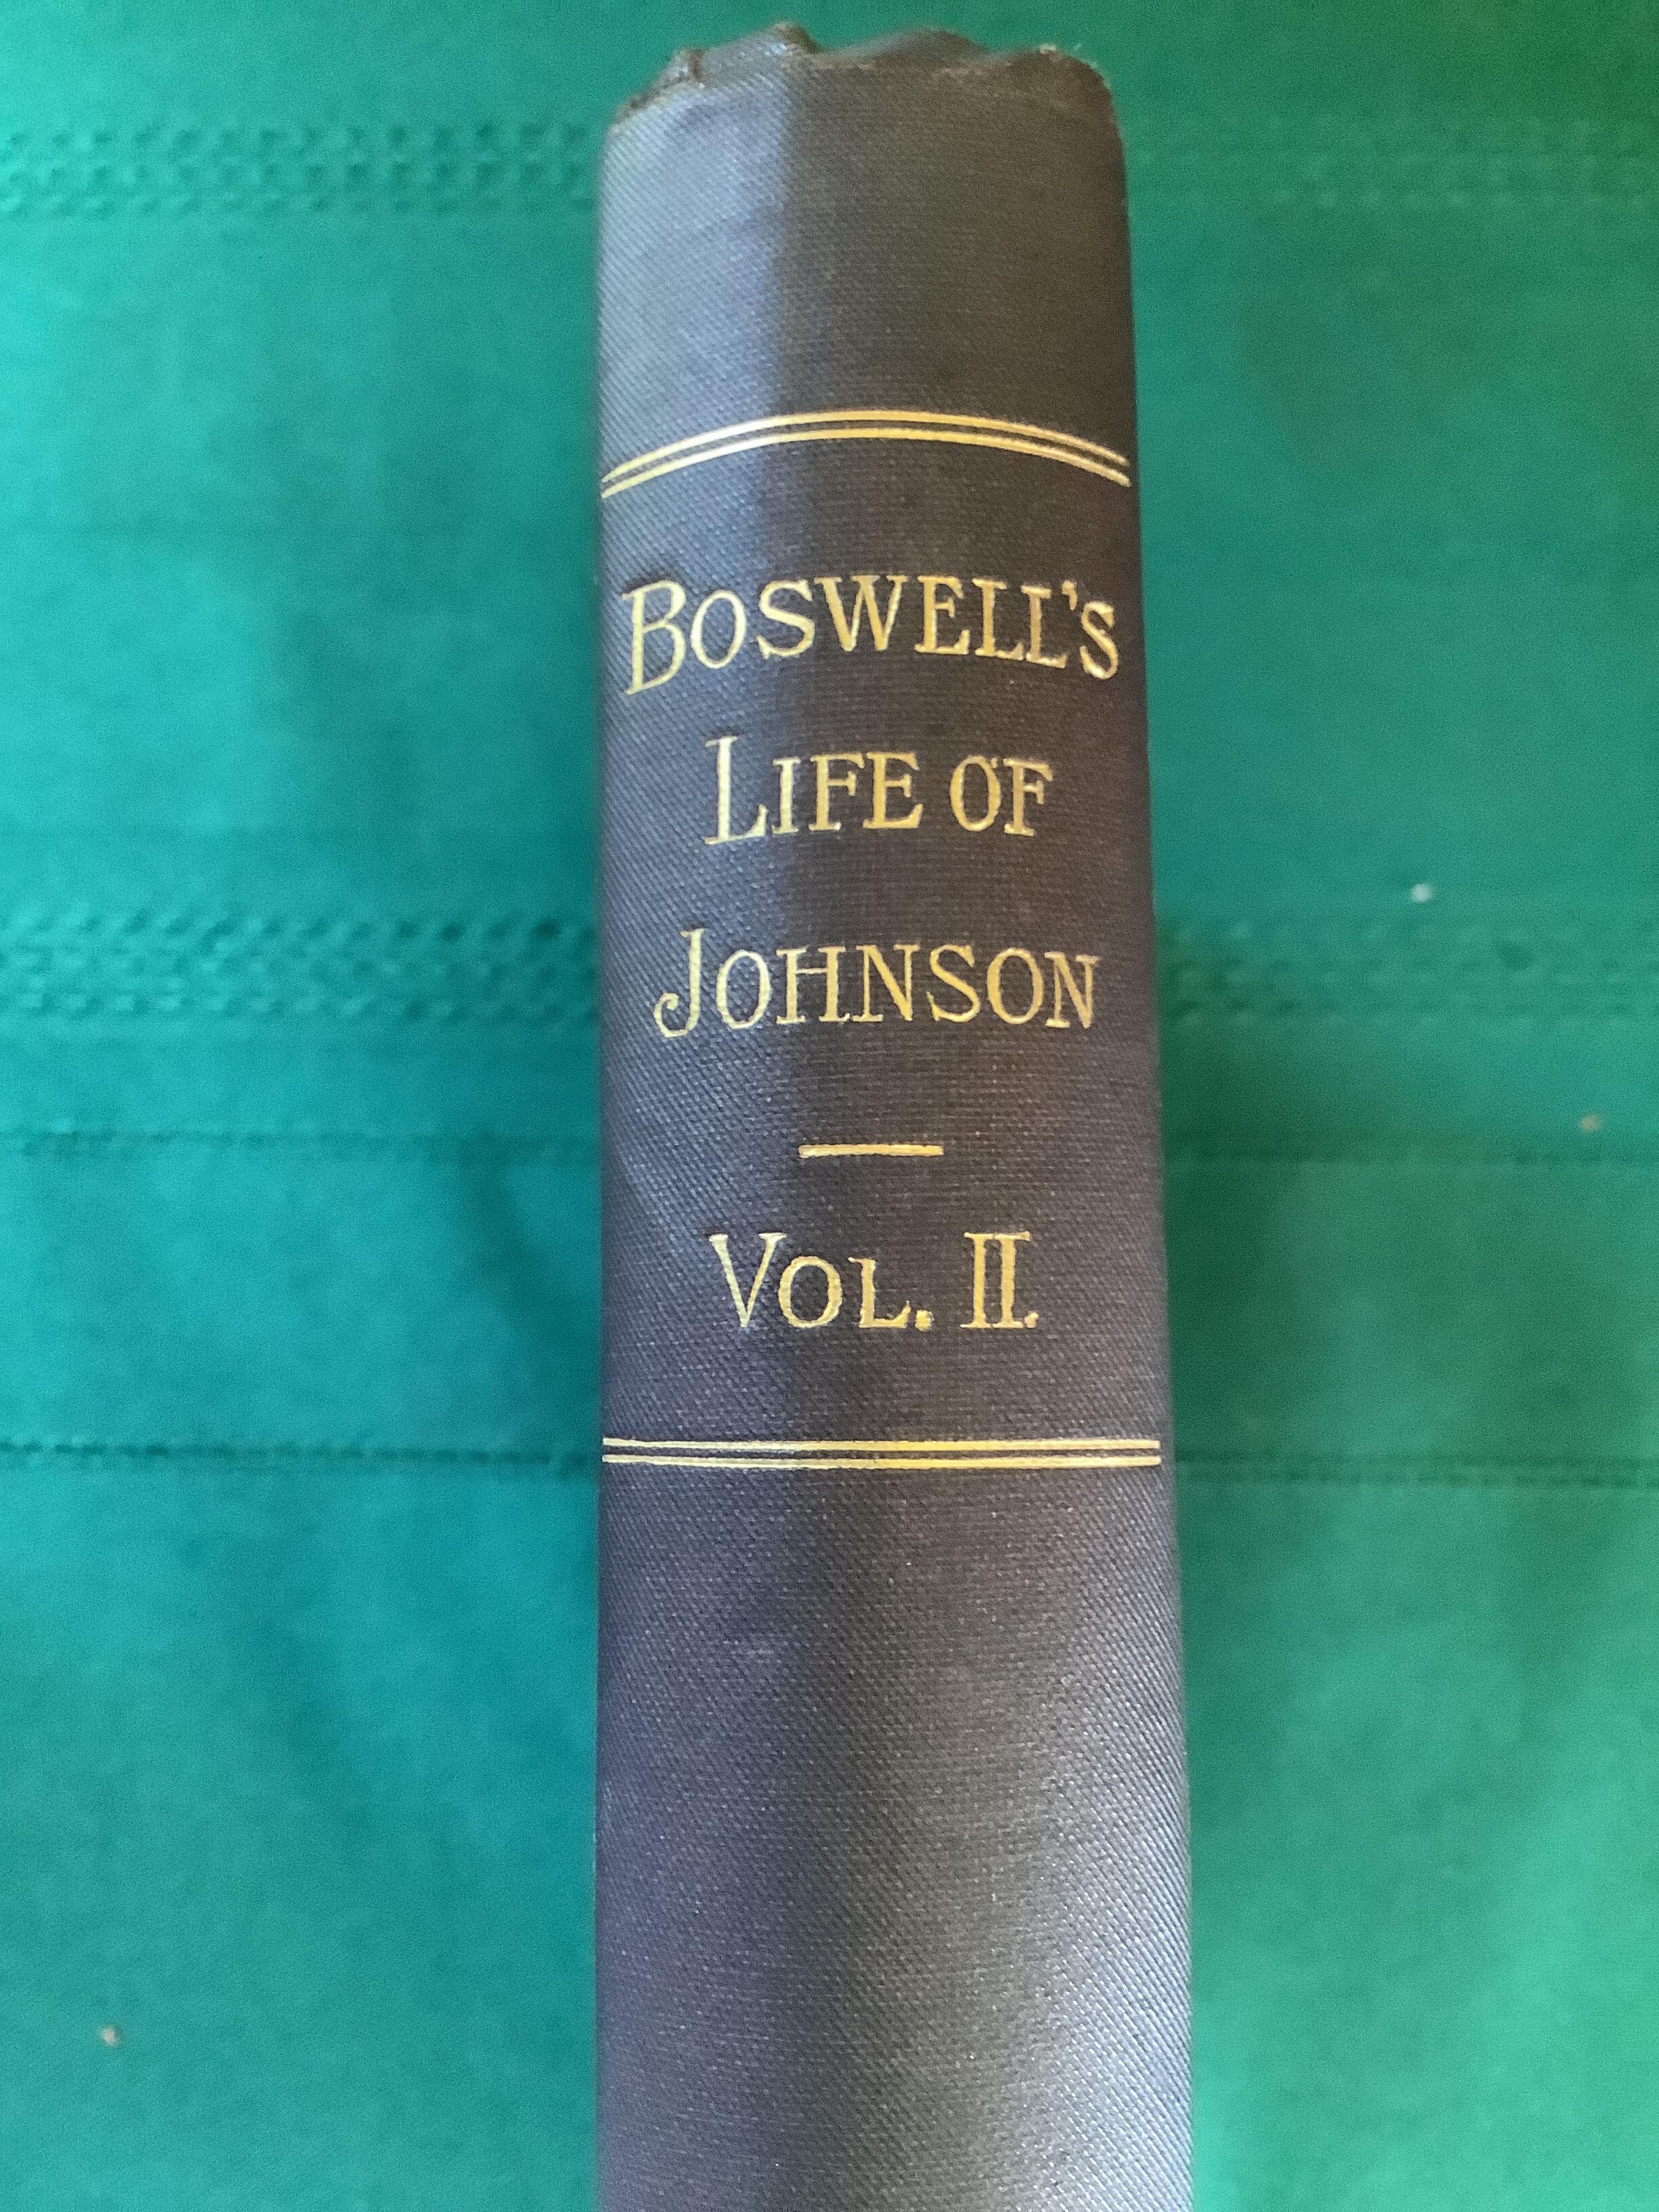 BOSWELL'S
LIFE OF
JOHNSON
VOL. II.